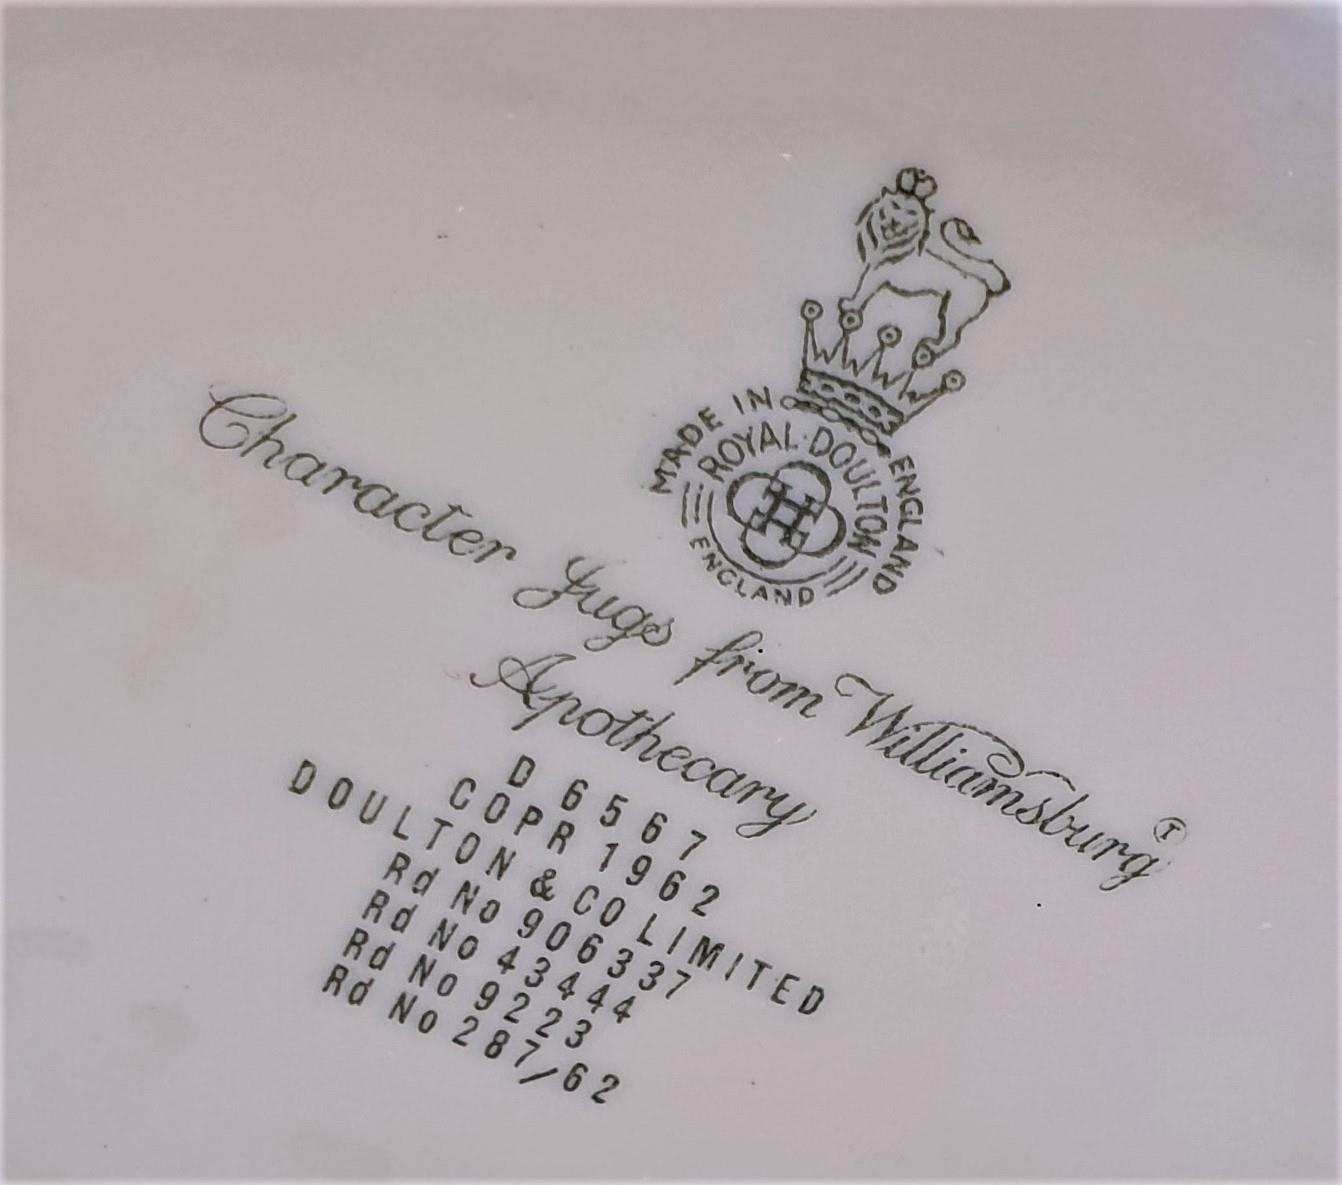 MADE IN ENGLAND
ROYAL·DOULTON
ENGLAND
Character Jugs from Williamsburg
Apothecary
D 6567
COPR 1962
DOULTON & CO LIMITED
Rd No 906337
Rd No 43444
Rd No 9223
Rd No 287/62